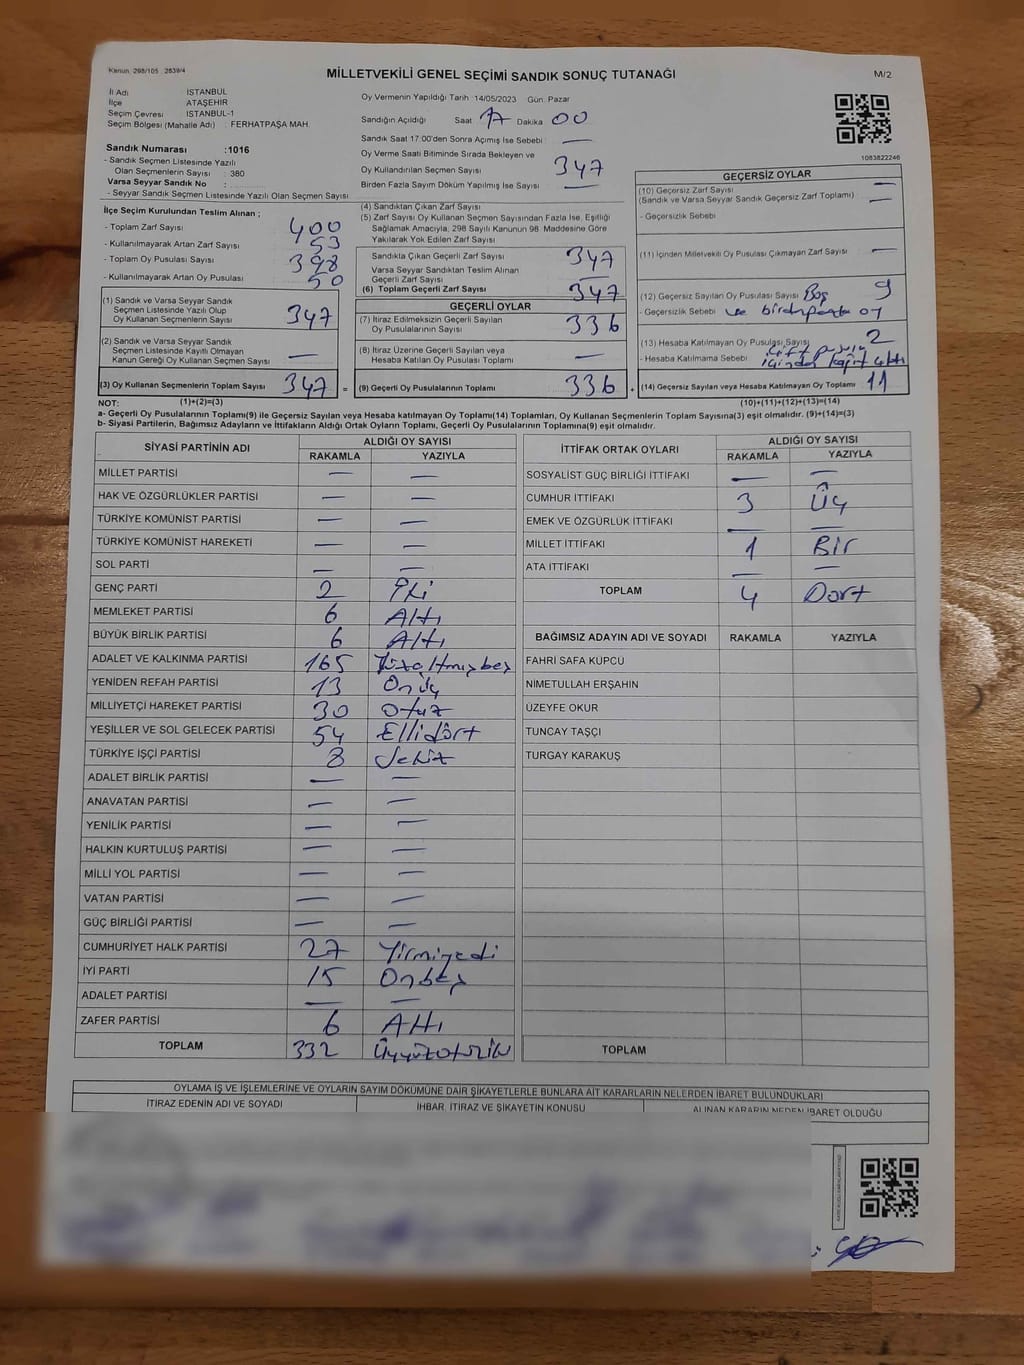 Kanun: 298/105 2839/4
MİLLETVEKİLİ GENEL SEÇİMİ SANDIK SONUÇ TUTANAĞI
M/2
İl Adı İSTANBUL
İlçe ATAŞEHİR
Seçim Çevresi İSTANBUL-1
Seçim Bölgesi (Mahalle Adı) : FERHATPAŞA MAH.
Sandık Numarası :1016
- Sandık Seçmen Listesinde Yazılı
Olan Seçmenlerin Sayısı : 380
Varsa Seyyar Sandık No :
- Seyyar Sandık Seçmen Listesinde Yazılı Olan Seçmen Sayısı
Oy Vermenin Yapıldığı Tarih :14/05/2023 Gün: Pazar
Sandığın Açıldığı Saat 17 Dakika 00
Sandık Saat 17:00'den Sonra Açımış İse Sebebi : —
Oy Verme Saati Bitiminde Sırada Bekleyen ve
Oy Kullandırılan Seçmen Sayısı 347
Birden Fazla Sayım Döküm Yapılmış İse Sayısı —
1083822246
İlçe Seçim Kurulundan Teslim Alınan ;
- Toplam Zarf Sayısı 400
- Kullanılmayarak Artan Zarf Sayısı 53
- Toplam Oy Pusulası Sayısı 398
- Kullanılmayarak Artan Oy Pusulası 50
(1) Sandık ve Varsa Seyyar Sandık
Seçmen Listesinde Yazılı Olup
Oy Kullanan Seçmenlerin Sayısı 347
(2) Sandık ve Varsa Seyyar Sandık
Seçmen Listesinde Kayıtlı Olmayan
Kanun Gereği Oy Kullanan Seçmen Sayısı —
(3) Oy Kullanan Seçmenlerin Toplam Sayısı 347 =
(4) Sandıktan Çıkan Zarf Sayısı
(5) Zarf Sayısı Oy Kullanan Seçmen Sayısından Fazla İse, Eşitliği
Sağlamak Amacıyla, 298 Sayılı Kanunun 98. Maddesine Göre
Yakılarak Yok Edilen Zarf Sayısı
Sandıkta Çıkan Geçerli Zarf Sayısı 347
Varsa Seyyar Sandıktan Teslim Alınan
Geçerli Zarf Sayısı —
(6) Toplam Geçerli Zarf Sayısı 347
GEÇERLİ OYLAR
(7) İtiraz Edilmeksizin Geçerli Sayılan
Oy Pusulalarının Sayısı 336
(8) İtiraz Üzerine Geçerli Sayılan veya
Hesaba Katılan Oy Pusulası Toplamı —
(9) Geçerli Oy Pusulalarının Toplamı 336 +
GEÇERSİZ OYLAR
(10) Geçersiz Zarf Sayısı —
(Sandık ve Varsa Seyyar Sandık Geçersiz Zarf Toplamı) —
- Geçersizlik Sebebi
(11) İçinden Milletvekili Oy Pusulası Çıkmayan Zarf Sayısı —
(12) Geçersiz Sayılan Oy Pusulası Sayısı Boş 9
- Geçersizlik Sebebi ve oy
(13) Hesaba Katılmayan Oy Pusulası Sayısı 2
- Hesaba Katılmama Sebebi çift pusula
(14) Geçersiz Sayılan veya Hesaba Katılmayan Oy Toplamı 11
NOT: (1)+(2)=(3)
(10)+(11)+(12)+(13)=(14)
a- Geçerli Oy Pusulalarının Toplamı(9) ile Geçersiz Sayılan veya Hesaba katılmayan Oy Toplamı(14) Toplamları, Oy Kullanan Seçmenlerin Toplam Sayısına(3) eşit olmalıdır. (9)+(14)=(3)
b- Siyasi Partilerin, Bağımsız Adayların ve İttifakların Aldığı Ortak Oyların Toplamı, Geçerli Oy Pusulalarının Toplamına(9) eşit olmalıdır.
SİYASİ PARTİNİN ADI ALDIĞI OY SAYISI
RAKAMLA YAZIYLA
MİLLET PARTİSİ — —
HAK VE ÖZGÜRLÜKLER PARTİSİ — —
TÜRKİYE KOMÜNİST PARTİSİ — —
TÜRKİYE KOMÜNİST HAREKETİ — —
SOL PARTİ — —
GENÇ PARTİ 2 İki
MEMLEKET PARTİSİ 6 Altı
BÜYÜK BİRLİK PARTİSİ 6 Altı
ADALET VE KALKINMA PARTİSİ 165 Yüzaltmışbeş
YENİDEN REFAH PARTİSİ 13 Onüç
MİLLİYETÇİ HAREKET PARTİSİ 30 Otuz
YEŞİLLER VE SOL GELECEK PARTİSİ 54 Ellidört
TÜRKİYE İŞÇİ PARTİSİ 8 Sekiz
ADALET BİRLİK PARTİSİ — —
ANAVATAN PARTİSİ — —
YENİLİK PARTİSİ — —
HALKIN KURTULUŞ PARTİSİ — —
MİLLİ YOL PARTİSİ — —
VATAN PARTİSİ — —
GÜÇ BİRLİĞİ PARTİSİ — —
CUMHURİYET HALK PARTİSİ 27 Yirmiyedi
İYİ PARTİ 15 Onbeş
ADALET PARTİSİ — —
ZAFER PARTİSİ 6 Altı
TOPLAM 332
İTTİFAK ORTAK OYLARI ALDIĞI OY SAYISI
RAKAMLA YAZIYLA
SOSYALİST GÜÇ BİRLİĞİ İTTİFAKI — —
CUMHUR İTTİFAKI 3 Üç
EMEK VE ÖZGÜRLÜK İTTİFAKI — —
MİLLET İTTİFAKI 1 Bir
ATA İTTİFAKI — —
TOPLAM 4 Dört
BAĞIMSIZ ADAYIN ADI VE SOYADI RAKAMLA YAZIYLA
FAHRİ SAFA KÜPCÜ
NİMETULLAH ERŞAHİN
ÜZEYFE OKUR
TUNCAY TAŞÇI
TURGAY KARAKUŞ
TOPLAM
OYLAMA İŞ VE İŞLEMLERİNE VE OYLARIN SAYIM DÖKÜMÜNE DAİR ŞİKAYETLERLE BUNLARA AİT KARARLARIN NELERDEN İBARET BULUNDUKLARI
İTİRAZ EDENİN ADI VE SOYADI İHBAR, İTİRAZ VE ŞİKAYETİN KONUSU ALINAN KARARIN NEDEN İBARET OLDUĞU